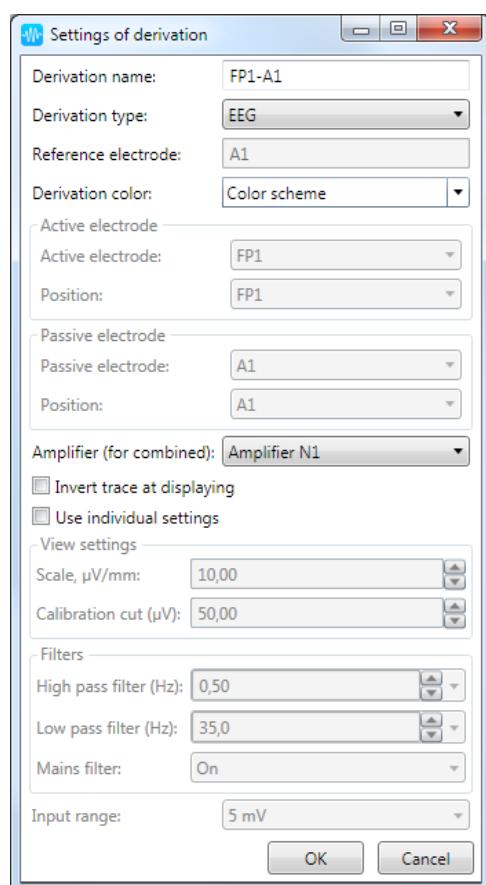 Settings of derivation
Derivation name: FP1-A1
Derivation type: EEG
Reference electrode: A1
Derivation color: Color scheme
Active electrode
Active electrode: FP1
Position: FP1
Passive electrode
Passive electrode: A1
Position: A1
Amplifier (for combined): Amplifier N1
Invert trace at displaying
Use individual settings
View settings
Scale, µV/mm: 10,00
Calibration cut (µV): 50,00
Filters
High pass filter (Hz): 0,50
Low pass filter (Hz): 35,0
Mains filter: On
Input range: 5 mV
OK Cancel